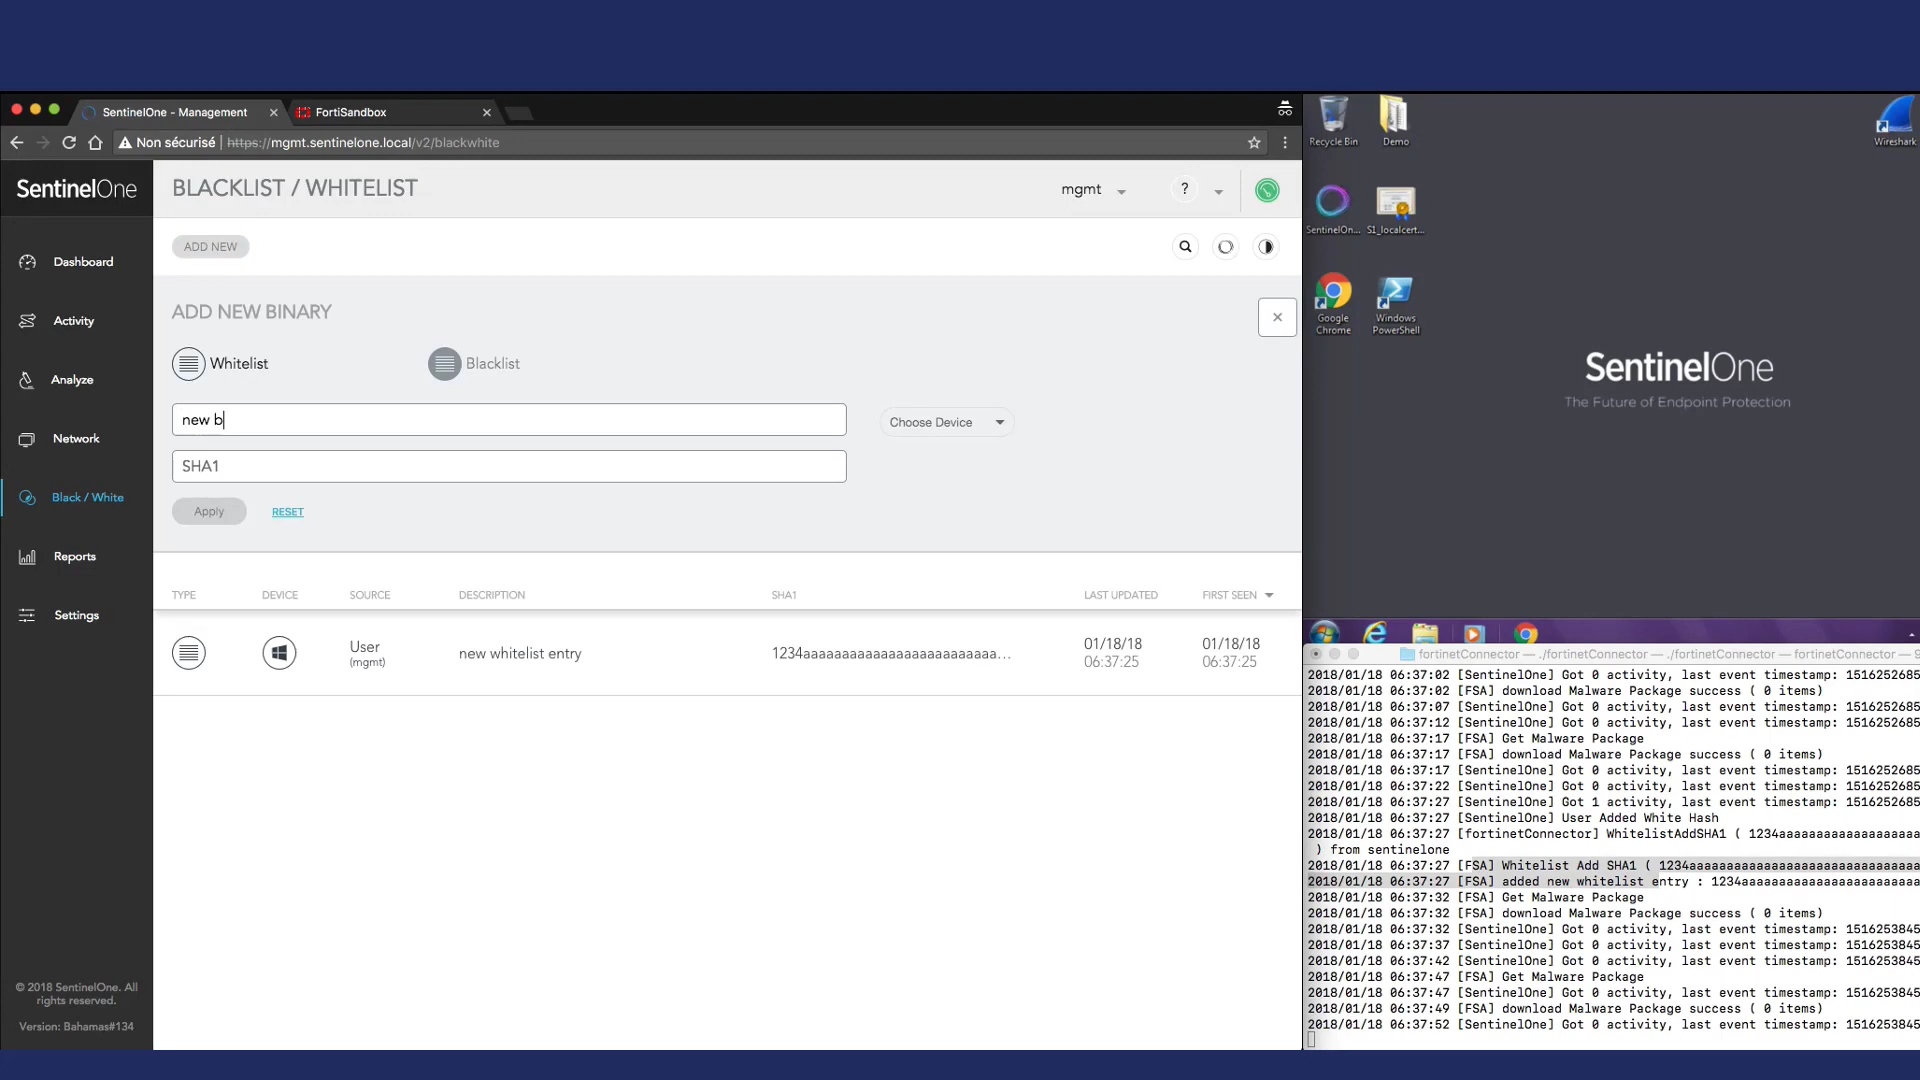 SentinelOne - Management
FortiSandbox
Non sécurisé | https://mgmt.sentinelone.local/v2/blackwhite
SentinelOne
BLACKLIST / WHITELIST
mgmt
?
ADD NEW
Dashboard
Activity
Analyze
Network
Black / White
Reports
Settings
ADD NEW BINARY
Whitelist
Blacklist
new b
Choose Device
SHA1
Apply
RESET
TYPE
DEVICE
SOURCE
DESCRIPTION
SHA1
LAST UPDATED
FIRST SEEN
User
(mgmt)
new whitelist entry
1234aaaaaaaaaaaaaaaaaaaaaaaaa...
01/18/18
06:37:25
01/18/18
06:37:25
© 2018 SentinelOne. All
rights reserved.
Version: Bahamas#134
Recycle Bin
Demo
Wireshark
SentinelOn...
S1_localcert...
Google
Chrome
Windows
PowerShell
SentinelOne
The Future of Endpoint Protection
fortinetConnector — ./fortinetConnector — ./fortinetConnector — fortinetConnector — 9
2018/01/18 06:37:02 [SentinelOne] Got 0 activity, last event timestamp: 1516252685
2018/01/18 06:37:02 [FSA] download Malware Package success ( 0 items)
2018/01/18 06:37:07 [SentinelOne] Got 0 activity, last event timestamp: 1516252685
2018/01/18 06:37:12 [SentinelOne] Got 0 activity, last event timestamp: 1516252685
2018/01/18 06:37:17 [FSA] Get Malware Package
2018/01/18 06:37:17 [FSA] download Malware Package success ( 0 items)
2018/01/18 06:37:17 [SentinelOne] Got 0 activity, last event timestamp: 1516252685
2018/01/18 06:37:22 [SentinelOne] Got 0 activity, last event timestamp: 1516252685
2018/01/18 06:37:27 [SentinelOne] Got 1 activity, last event timestamp: 1516252685
2018/01/18 06:37:27 [SentinelOne] User Added White Hash
2018/01/18 06:37:27 [fortinetConnector] WhitelistAddSHA1 ( 1234aaaaaaaaaaaaaaaaaaa
) from sentinelone
2018/01/18 06:37:27 [FSA] Whitelist Add SHA1 ( 1234aaaaaaaaaaaaaaaaaaaaaaaaaaaaaaa
2018/01/18 06:37:27 [FSA] added new whitelist entry : 1234aaaaaaaaaaaaaaaaaaaaaaaa
2018/01/18 06:37:32 [FSA] Get Malware Package
2018/01/18 06:37:32 [FSA] download Malware Package success ( 0 items)
2018/01/18 06:37:32 [SentinelOne] Got 0 activity, last event timestamp: 1516253845
2018/01/18 06:37:37 [SentinelOne] Got 0 activity, last event timestamp: 1516253845
2018/01/18 06:37:42 [SentinelOne] Got 0 activity, last event timestamp: 1516253845
2018/01/18 06:37:47 [FSA] Get Malware Package
2018/01/18 06:37:47 [SentinelOne] Got 0 activity, last event timestamp: 1516253845
2018/01/18 06:37:49 [FSA] download Malware Package success ( 0 items)
2018/01/18 06:37:52 [SentinelOne] Got 0 activity, last event timestamp: 1516253845